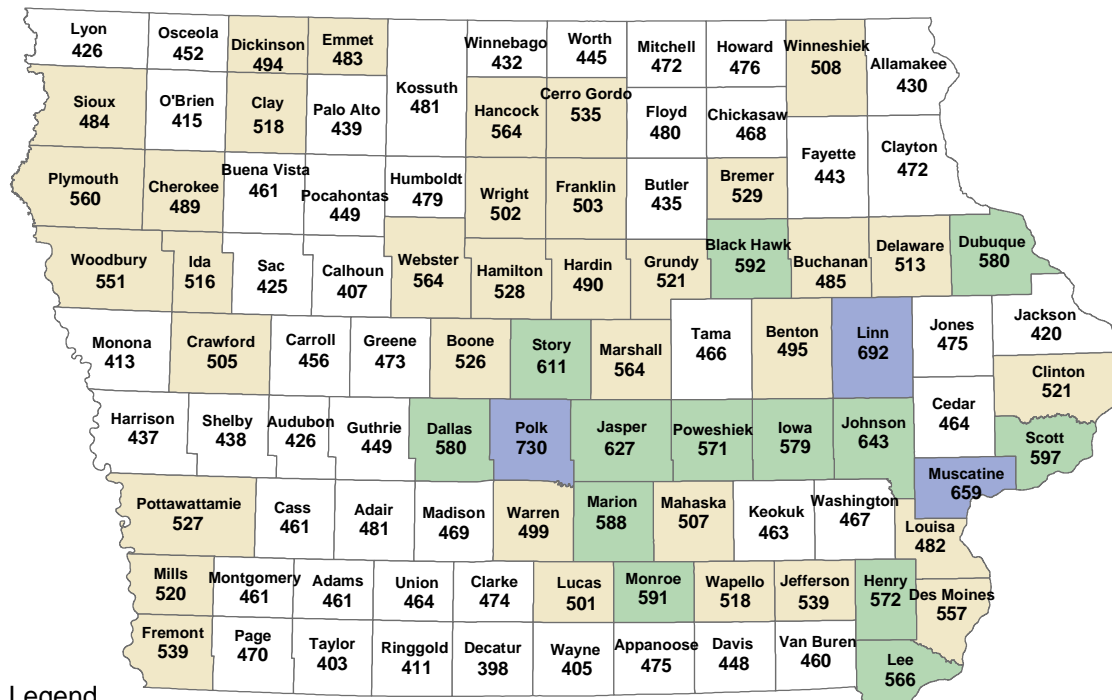 Lyon
426
Osceola
452
Dickinson
494
Emmet
483
Winnebago
432
Worth
445
Mitchell
472
Howard
476
Winneshiek
508
Allamakee
430
Kossuth
481
Sioux
484
O'Brien
415
Clay
518
Palo Alto
439
Hancock
564
Cerro Gordo
535
Floyd
480
Chickasaw
468
Fayette
443
Clayton
472
Plymouth
560
Cherokee
489
Buena Vista
461
Pocahontas
449
Humboldt
479
Wright
502
Franklin
503
Butler
435
Bremer
529
Woodbury
551
Ida
516
Sac
425
Calhoun
407
Webster
564
Hamilton
528
Hardin
490
Grundy
521
Black Hawk
592
Buchanan
485
Delaware
513
Dubuque
580
Monona
413
Crawford
505
Carroll
456
Greene
473
Boone
526
Story
611
Marshall
564
Tama
466
Benton
495
Linn
692
Jones
475
Jackson
420
Clinton
521
Harrison
437
Shelby
438
Audubon
426
Guthrie
449
Dallas
580
Polk
730
Jasper
627
Poweshiek
571
Iowa
579
Johnson
643
Cedar
464
Scott
597
Muscatine
659
Pottawattamie
527
Cass
461
Adair
481
Madison
469
Warren
499
Marion
588
Mahaska
507
Keokuk
463
Washington
467
Louisa
482
Mills
520
Montgomery
461
Adams
461
Union
464
Clarke
474
Lucas
501
Monroe
591
Wapello
518
Jefferson
539
Henry
572
Des Moines
557
Fremont
539
Page
470
Taylor
403
Ringgold
411
Decatur
398
Wayne
405
Appanoose
475
Davis
448
Van Buren
460
Lee
566
Legend